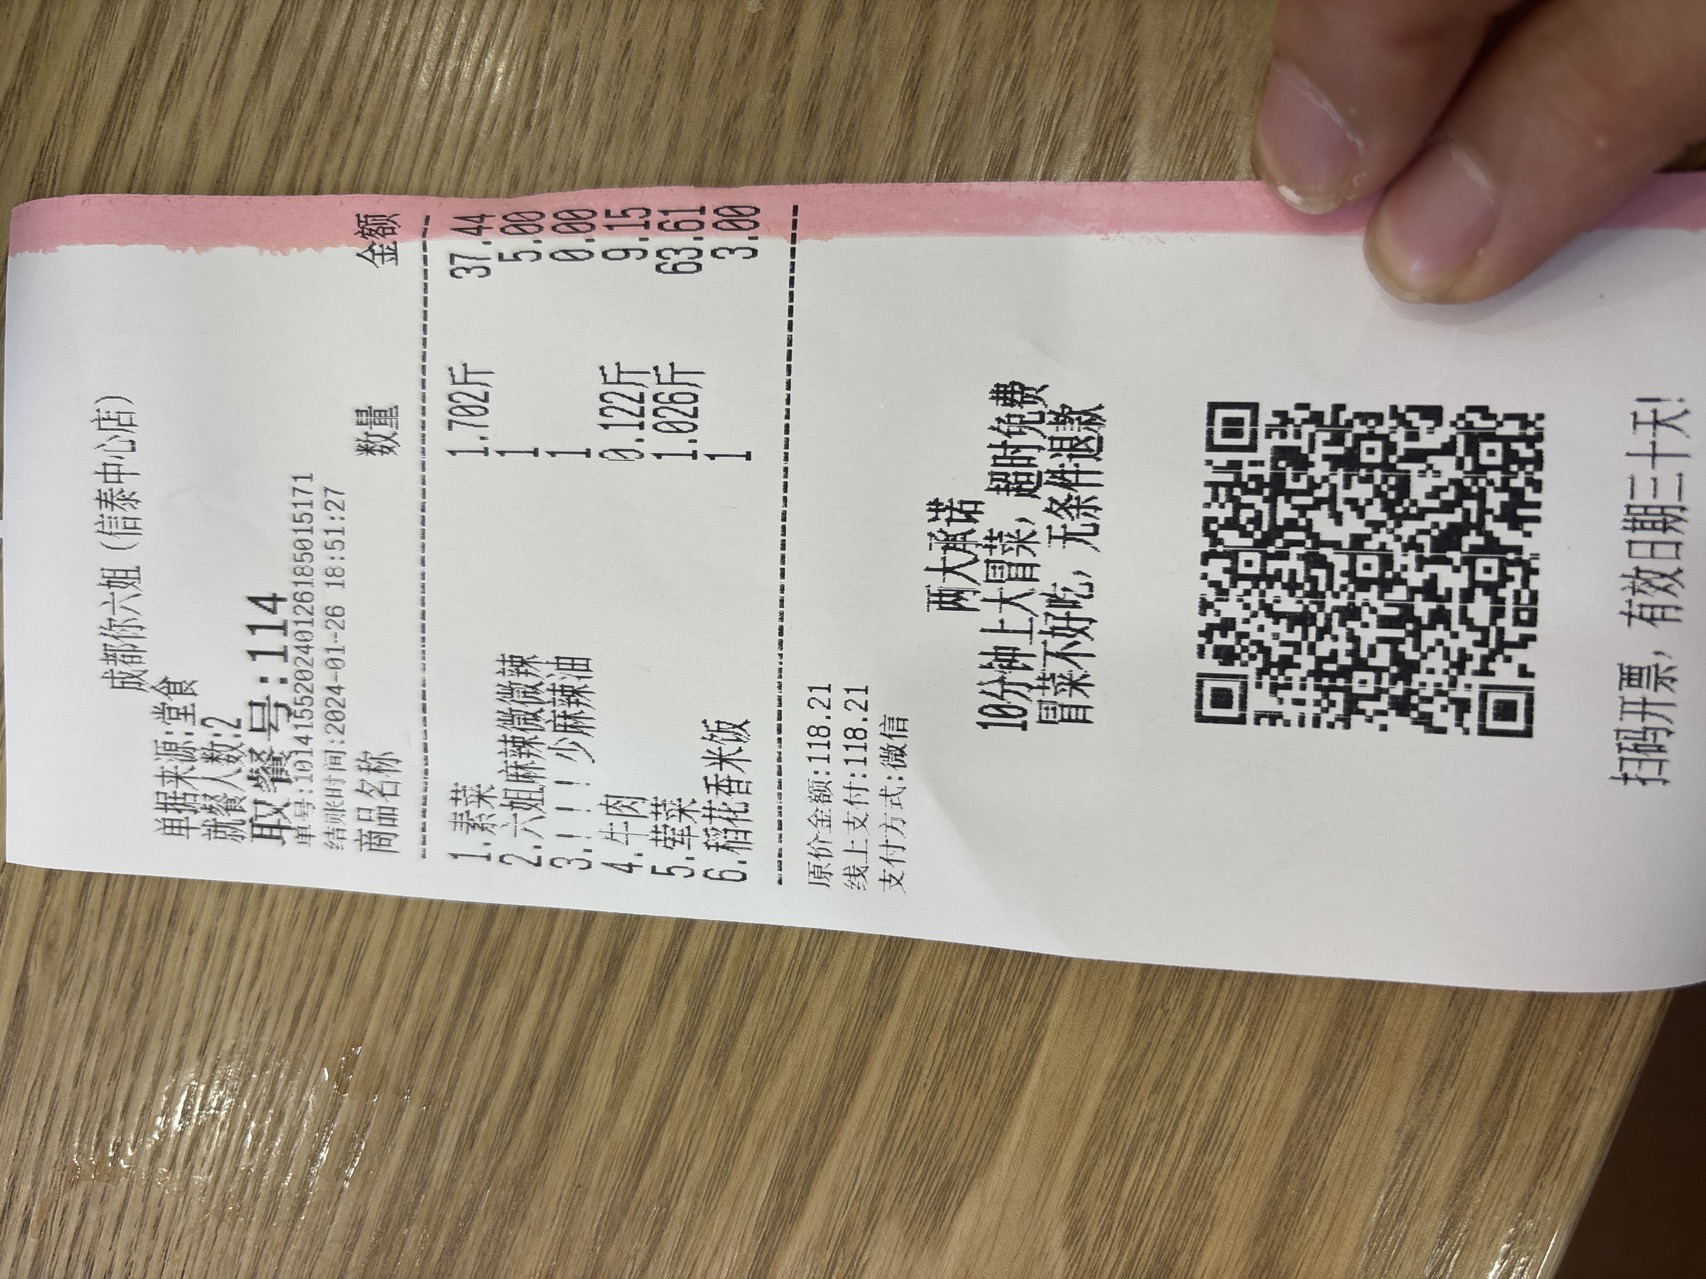 成都你六姐（信泰中心店）
单据来源:堂食
就餐人数:2
取餐号:114
单号:10141552024012618501517​1
结账时间:2024-01-26 18:51:27
商品名称 数量 金额
1.素菜 1.702斤 37.44
2.六姐麻辣微微微辣 1 5.00
3.!!!少麻辣油 1 0.00
4.牛肉 0.122斤 9.15
5.荤菜 1.026斤 63.61
6.稻花香米饭 1 3.00
原价金额:118.21
线上支付:118.21
支付方式:微信
两大承诺
10分钟上大冒菜，超时免费
冒菜不好吃，无条件退款
扫码开票，有效日期三十天!